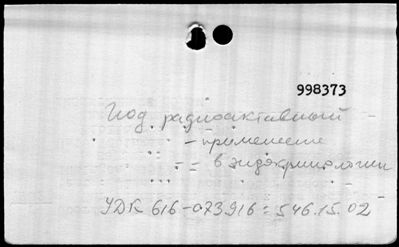 998373
Иод радиоактивный -
- применение
- - в эндокринологии
УДК 616-073.916:546.15.02